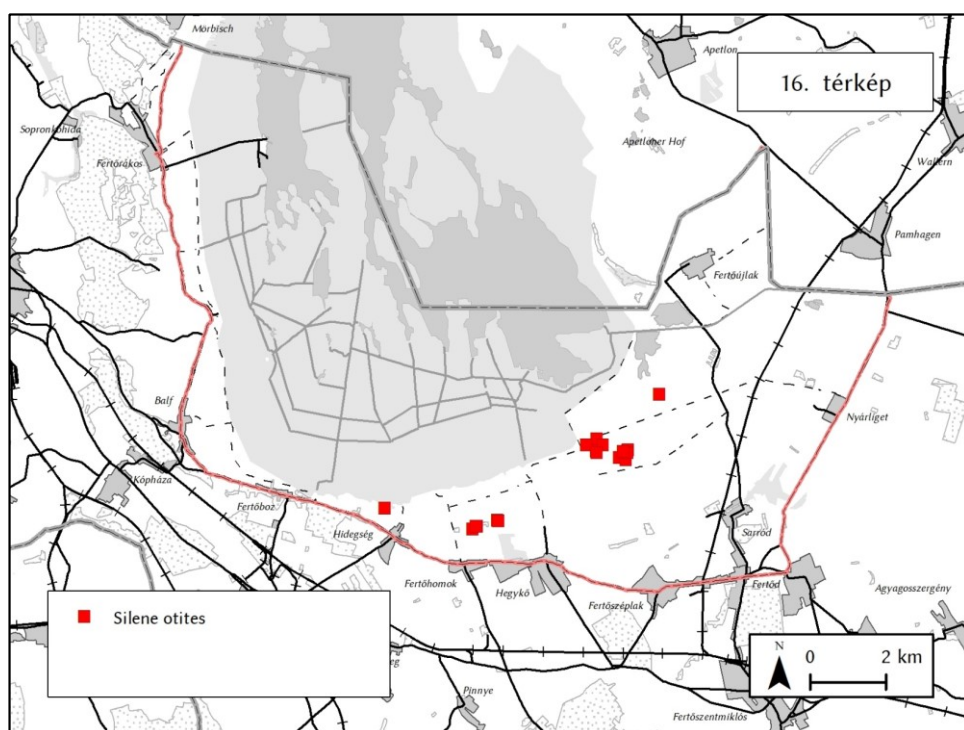 Mörbisch
Apetlon
16. térkép
Sopronkőhida
Fertőrákos
Apetloner Hof
Wallern
Pamhagen
Fertőújlak
Balf
Nyárliget
Kópháza
Fertőboz
Hidegség
Sarród
Fertőhomok
Hegykő
Fertőszéplak
Fertőd
Agyagosszergény
Silene otites
N
0 2 km
Pinnye
Fertőszentmiklós